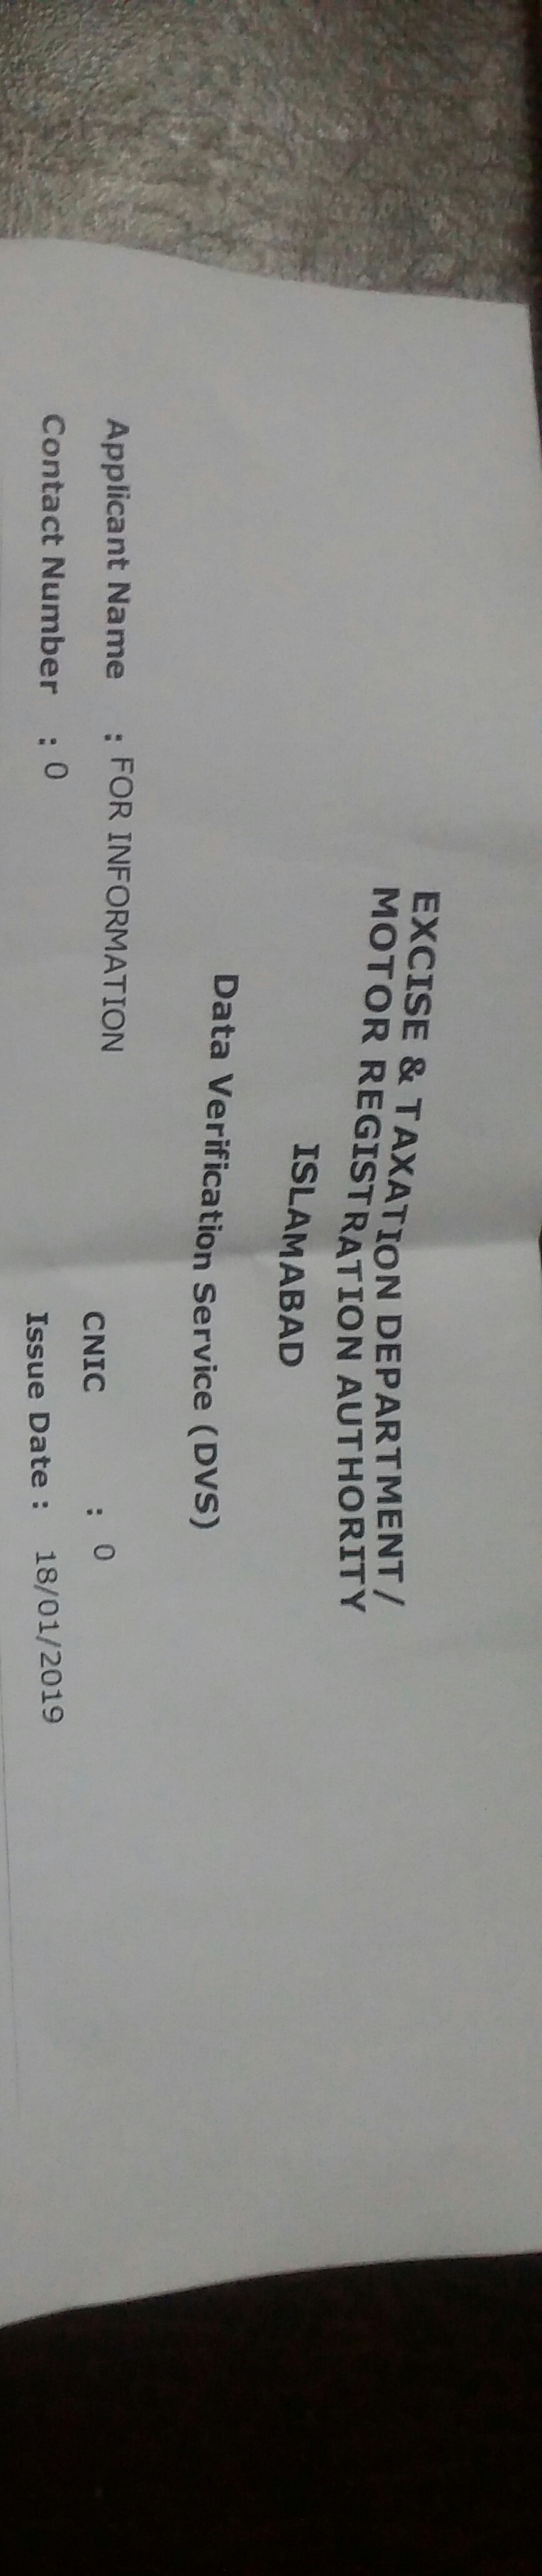 EXCISE & TAXATION DEPARTMENT/
MOTOR REGISTRATION AUTHORITY
ISLAMABAD
Data Verification Service (DVS)
Applicant Name : FOR INFORMATION CNIC : 0
Contact Number : 0 Issue Date : 18/01/2019